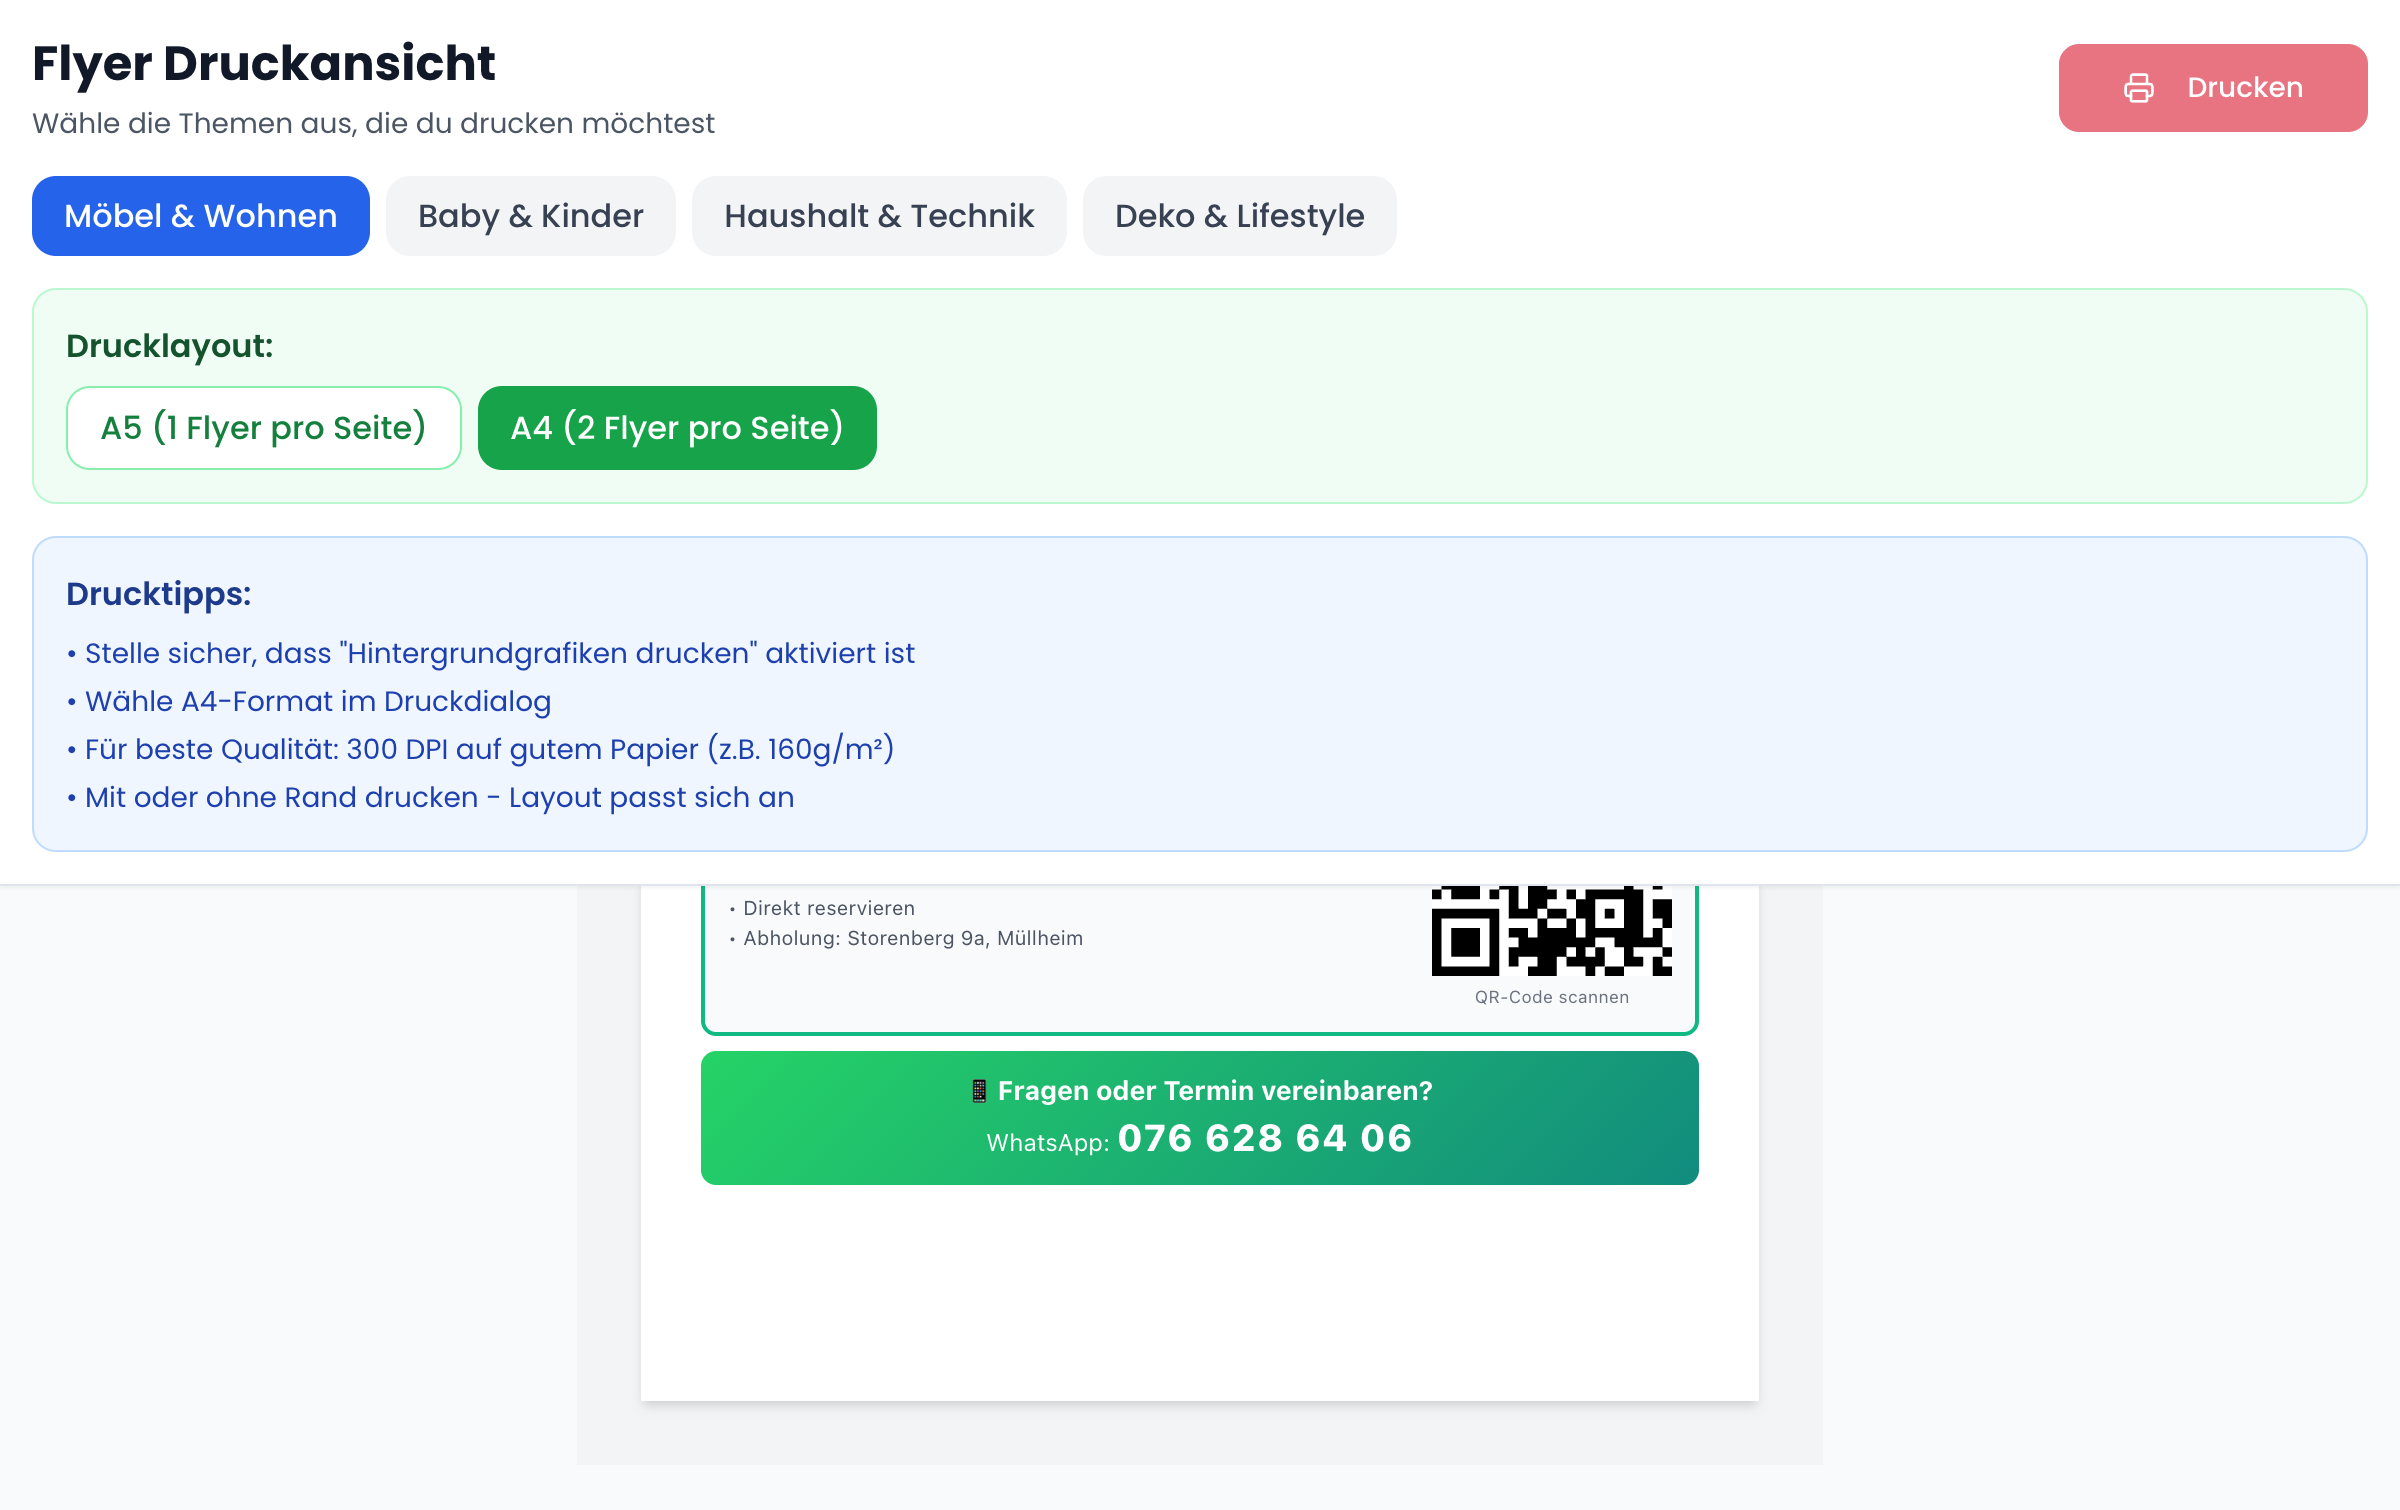 Flyer Druckansicht
Wähle die Themen aus, die du drucken möchtest
Drucken
Möbel & Wohnen
Baby & Kinder
Haushalt & Technik
Deko & Lifestyle
Drucklayout:
A5 (1 Flyer pro Seite)
A4 (2 Flyer pro Seite)
Drucktipps:
• Stelle sicher, dass "Hintergrundgrafiken drucken" aktiviert ist
• Wähle A4-Format im Druckdialog
• Für beste Qualität: 300 DPI auf gutem Papier (z.B. 160g/m²)
• Mit oder ohne Rand drucken - Layout passt sich an
• Direkt reservieren
• Abholung: Storenberg 9a, Müllheim
QR-Code scannen
📱 Fragen oder Termin vereinbaren?
WhatsApp: 076 628 64 06